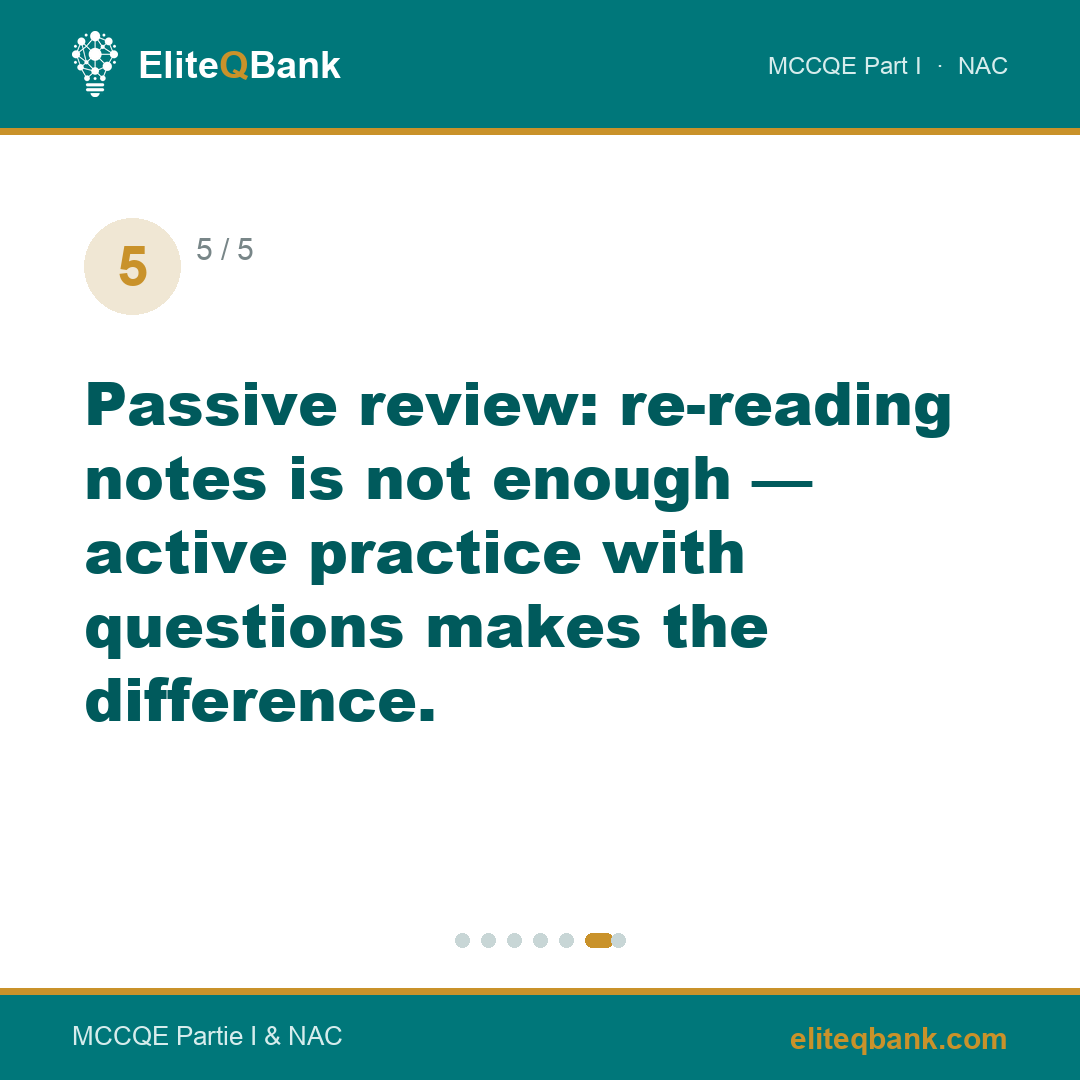 EliteQBank
MCCQE Part I · NAC
5
5 / 5
Passive review: re-reading
notes is not enough —
active practice with
questions makes the
difference.
MCCQE Partie I & NAC
eliteqbank.com